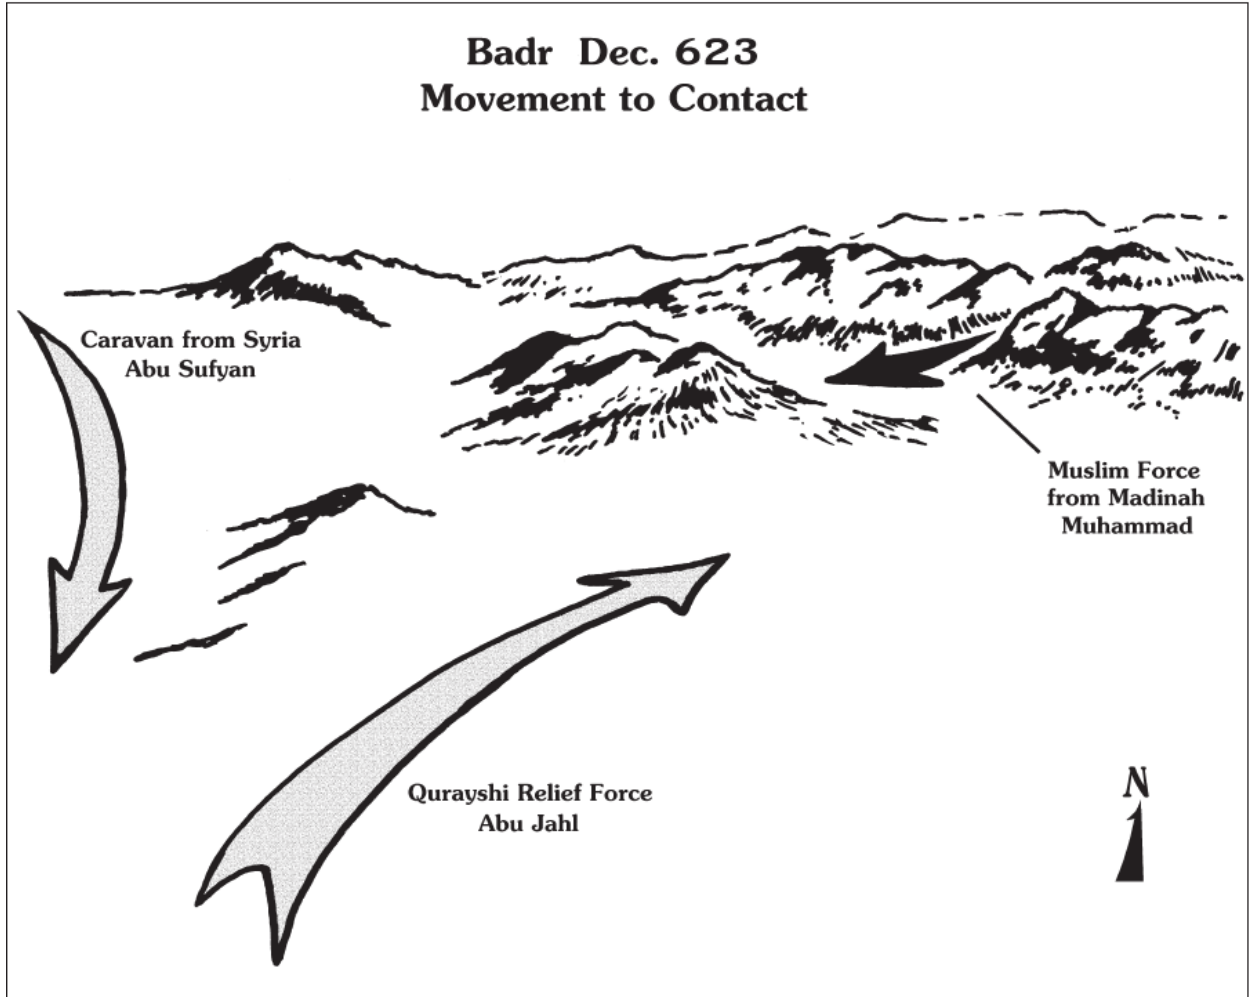 Badr Dec. 623
Movement to Contact
Caravan from Syria
Abu Sufyan
Muslim Force
from Madinah
Muhammad
Qurayshi Relief Force
Abu Jahl
N